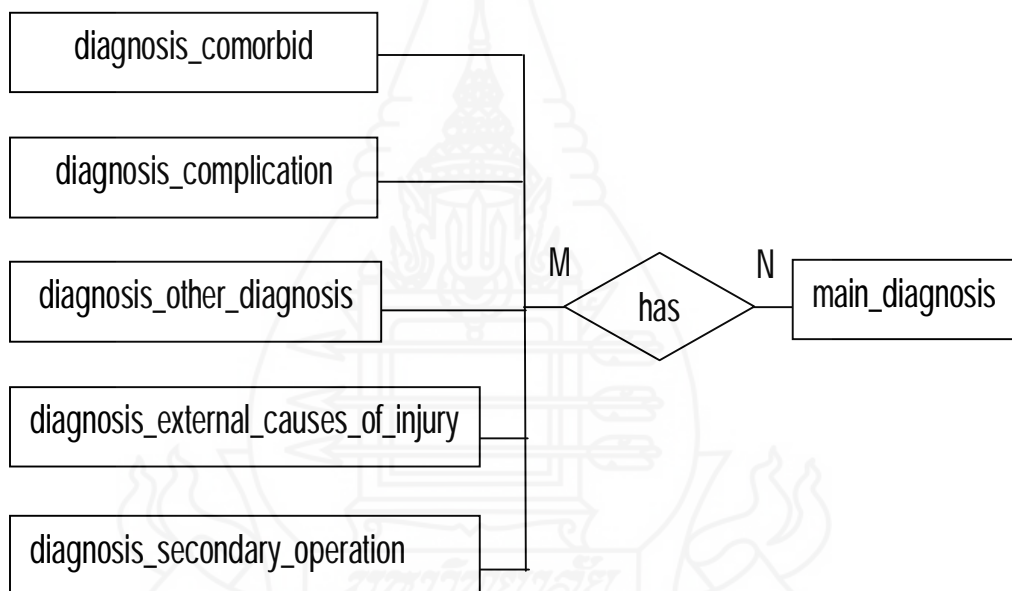 diagnosis_comorbid
diagnosis_complication
diagnosis_other_diagnosis
M
has
N
main_diagnosis
diagnosis_external_causes_of_injury
diagnosis_secondary_operation